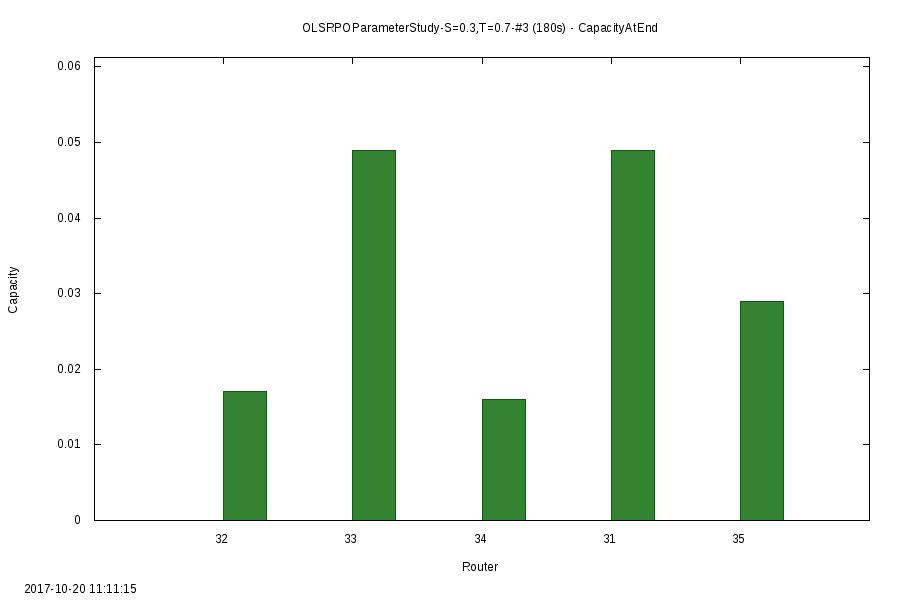 OLSRPOParameterStudy-S=0.3,T=0.7-#3 (180s) - CapacityAtEnd
0.06
0.05
0.04
0.03
0.02
0.01
0
Capacity
32 33 34 31 35
Router
2017-10-20 11:11:15